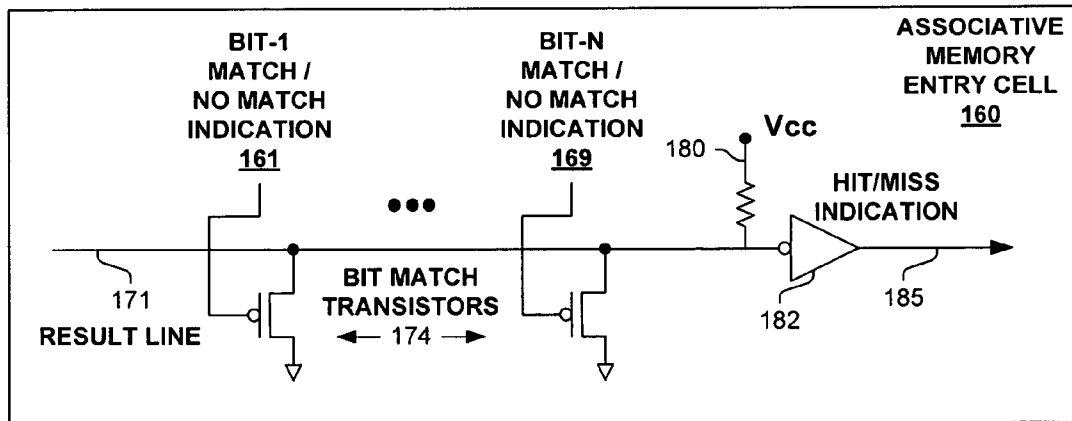 BIT-1
MATCH /
NO MATCH
INDICATION
161
BIT-N
MATCH /
NO MATCH
INDICATION
169
ASSOCIATIVE
MEMORY
ENTRY CELL
160
Vcc
180
HIT/MISS
INDICATION
171
RESULT LINE
BIT MATCH
TRANSISTORS
174
182
185